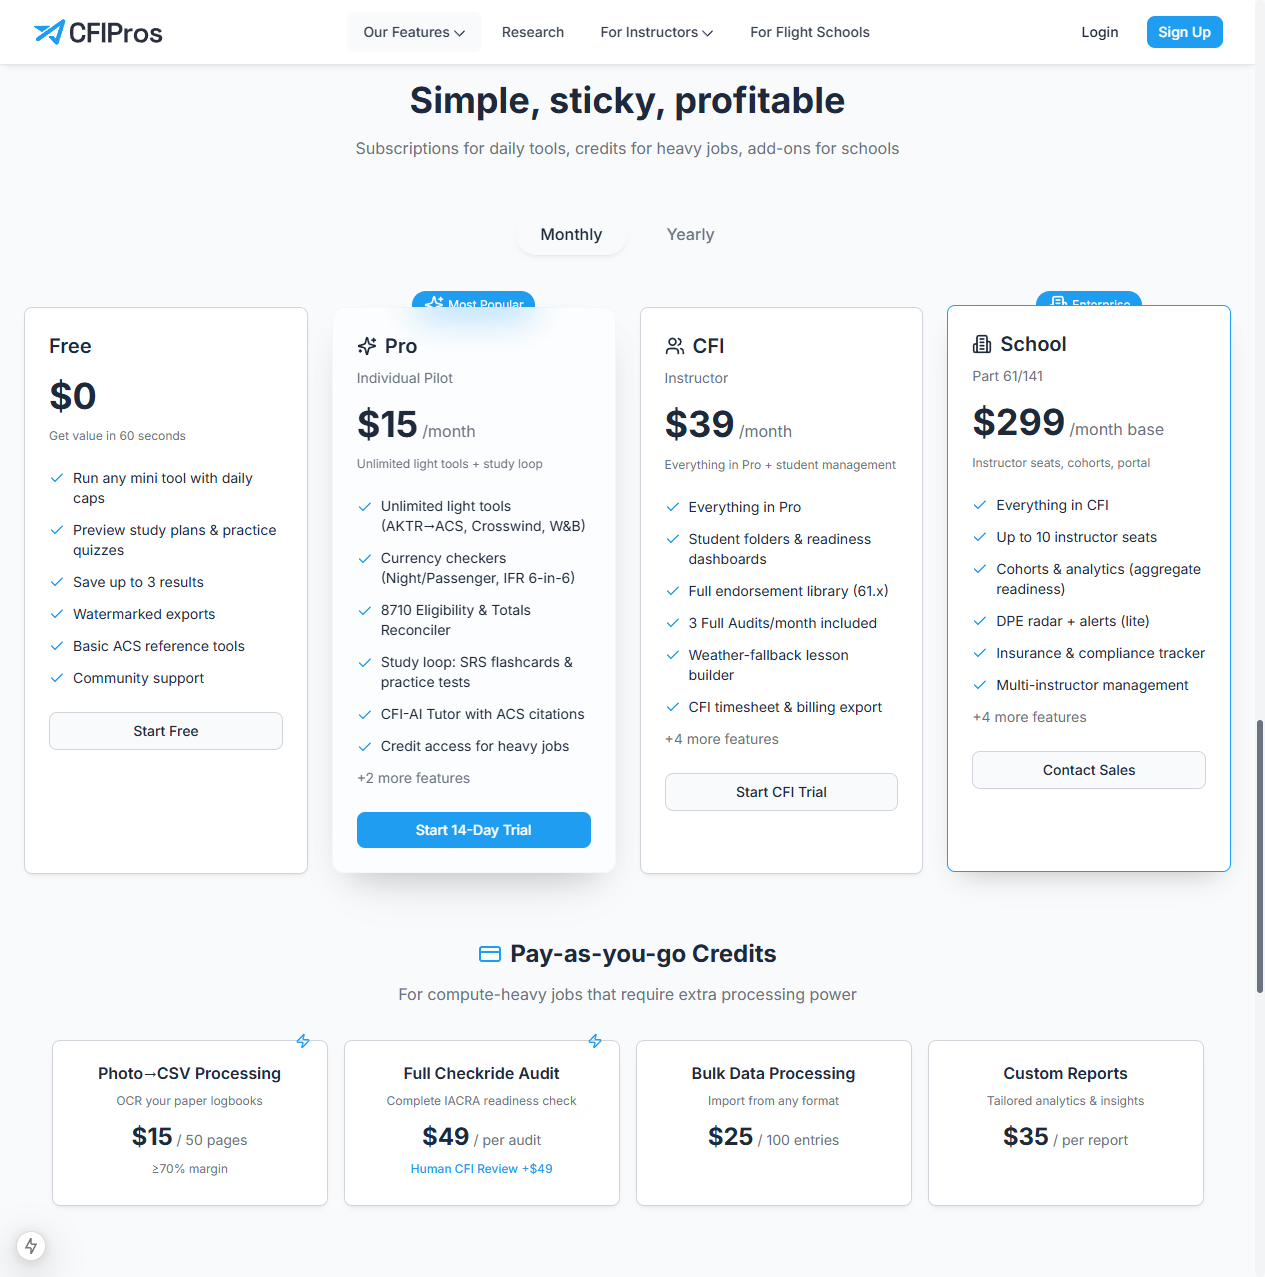 CFIPros
Our Features
Research
For Instructors
For Flight Schools
Login
Sign Up
Simple, sticky, profitable
Subscriptions for daily tools, credits for heavy jobs, add-ons for schools
Monthly
Yearly
Free
$0
Get value in 60 seconds
Run any mini tool with daily
caps
Preview study plans & practice
quizzes
Save up to 3 results
Watermarked exports
Basic ACS reference tools
Community support
Start Free
Most Popular
Pro
Individual Pilot
$15 /month
Unlimited light tools + study loop
Unlimited light tools
(AKTR→ACS, Crosswind, W&B)
Currency checkers
(Night/Passenger, IFR 6-in-6)
8710 Eligibility & Totals
Reconciler
Study loop: SRS flashcards &
practice tests
CFI-AI Tutor with ACS citations
Credit access for heavy jobs
+2 more features
Start 14-Day Trial
CFI
Instructor
$39 /month
Everything in Pro + student management
Everything in Pro
Student folders & readiness
dashboards
Full endorsement library (61.x)
3 Full Audits/month included
Weather-fallback lesson
builder
CFI timesheet & billing export
+4 more features
Start CFI Trial
Enterprise
School
Part 61/141
$299 /month base
Instructor seats, cohorts, portal
Everything in CFI
Up to 10 instructor seats
Cohorts & analytics (aggregate
readiness)
DPE radar + alerts (lite)
Insurance & compliance tracker
Multi-instructor management
+4 more features
Contact Sales
Pay-as-you-go Credits
For compute-heavy jobs that require extra processing power
Photo→CSV Processing
OCR your paper logbooks
$15 / 50 pages
≥70% margin
Full Checkride Audit
Complete IACRA readiness check
$49 / per audit
Human CFI Review +$49
Bulk Data Processing
Import from any format
$25 / 100 entries
Custom Reports
Tailored analytics & insights
$35 / per report